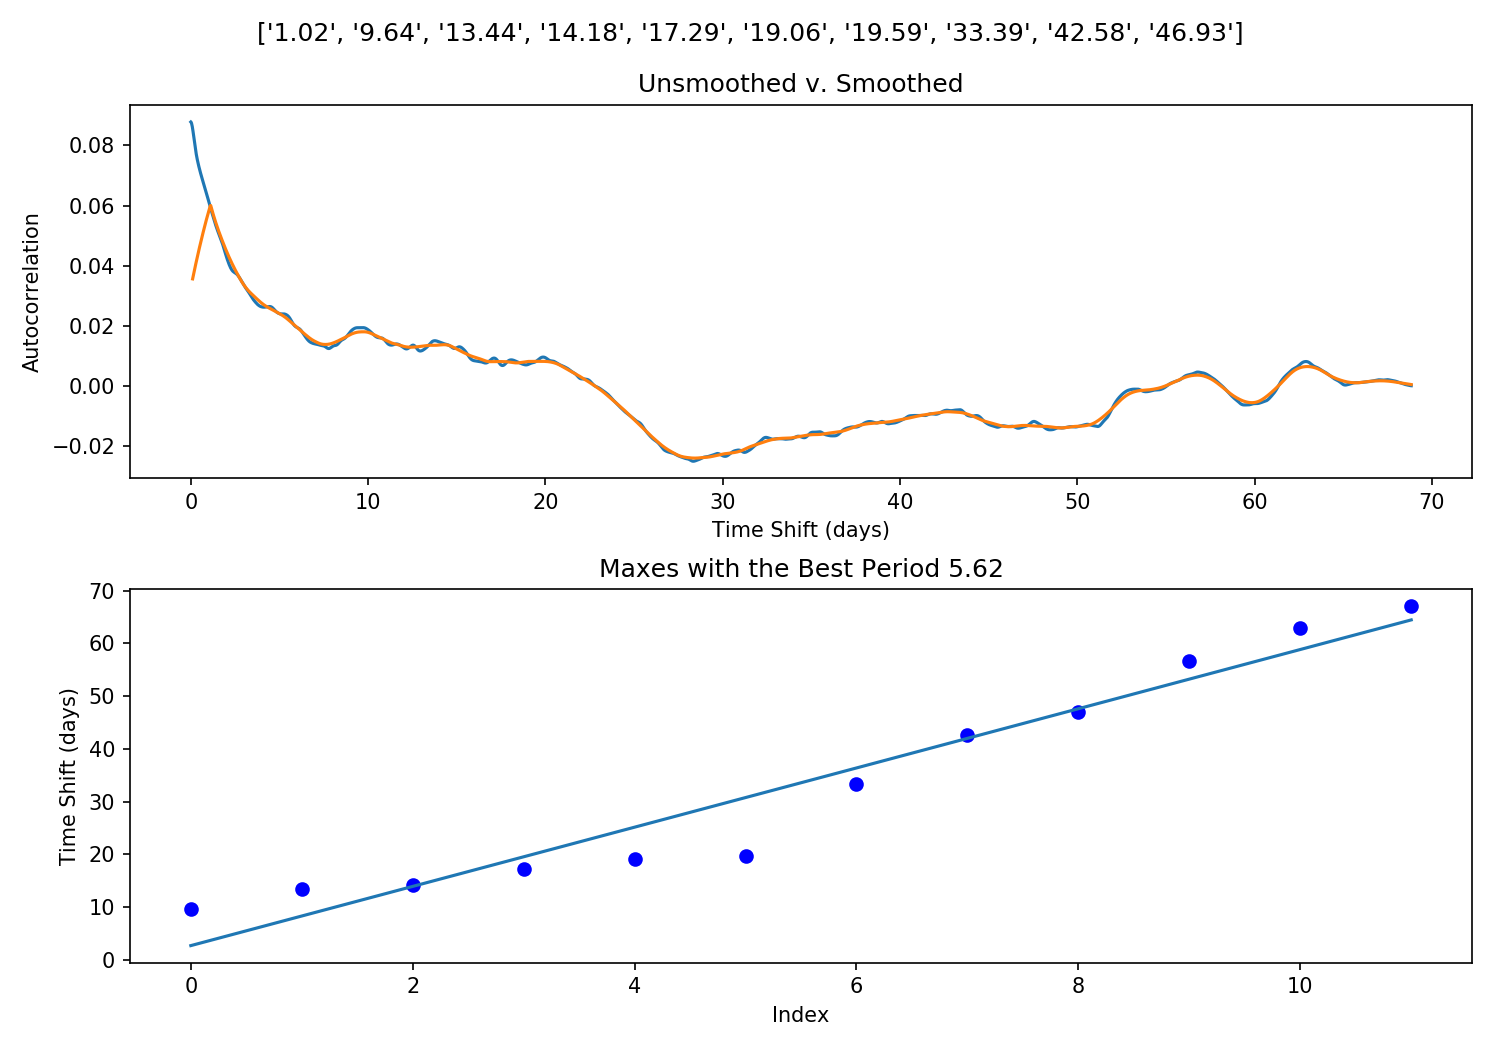 ['1.02', '9.64', '13.44', '14.18', '17.29', '19.06', '19.59', '33.39', '42.58', '46.93']
Unsmoothed v. Smoothed
0.08
0.06
0.04
0.02
0.00
−0.02
Autocorrelation
0 10 20 30 40 50 60 70
Time Shift (days)
Maxes with the Best Period 5.62
70
60
50
40
30
20
10
0
Time Shift (days)
0 2 4 6 8 10
Index